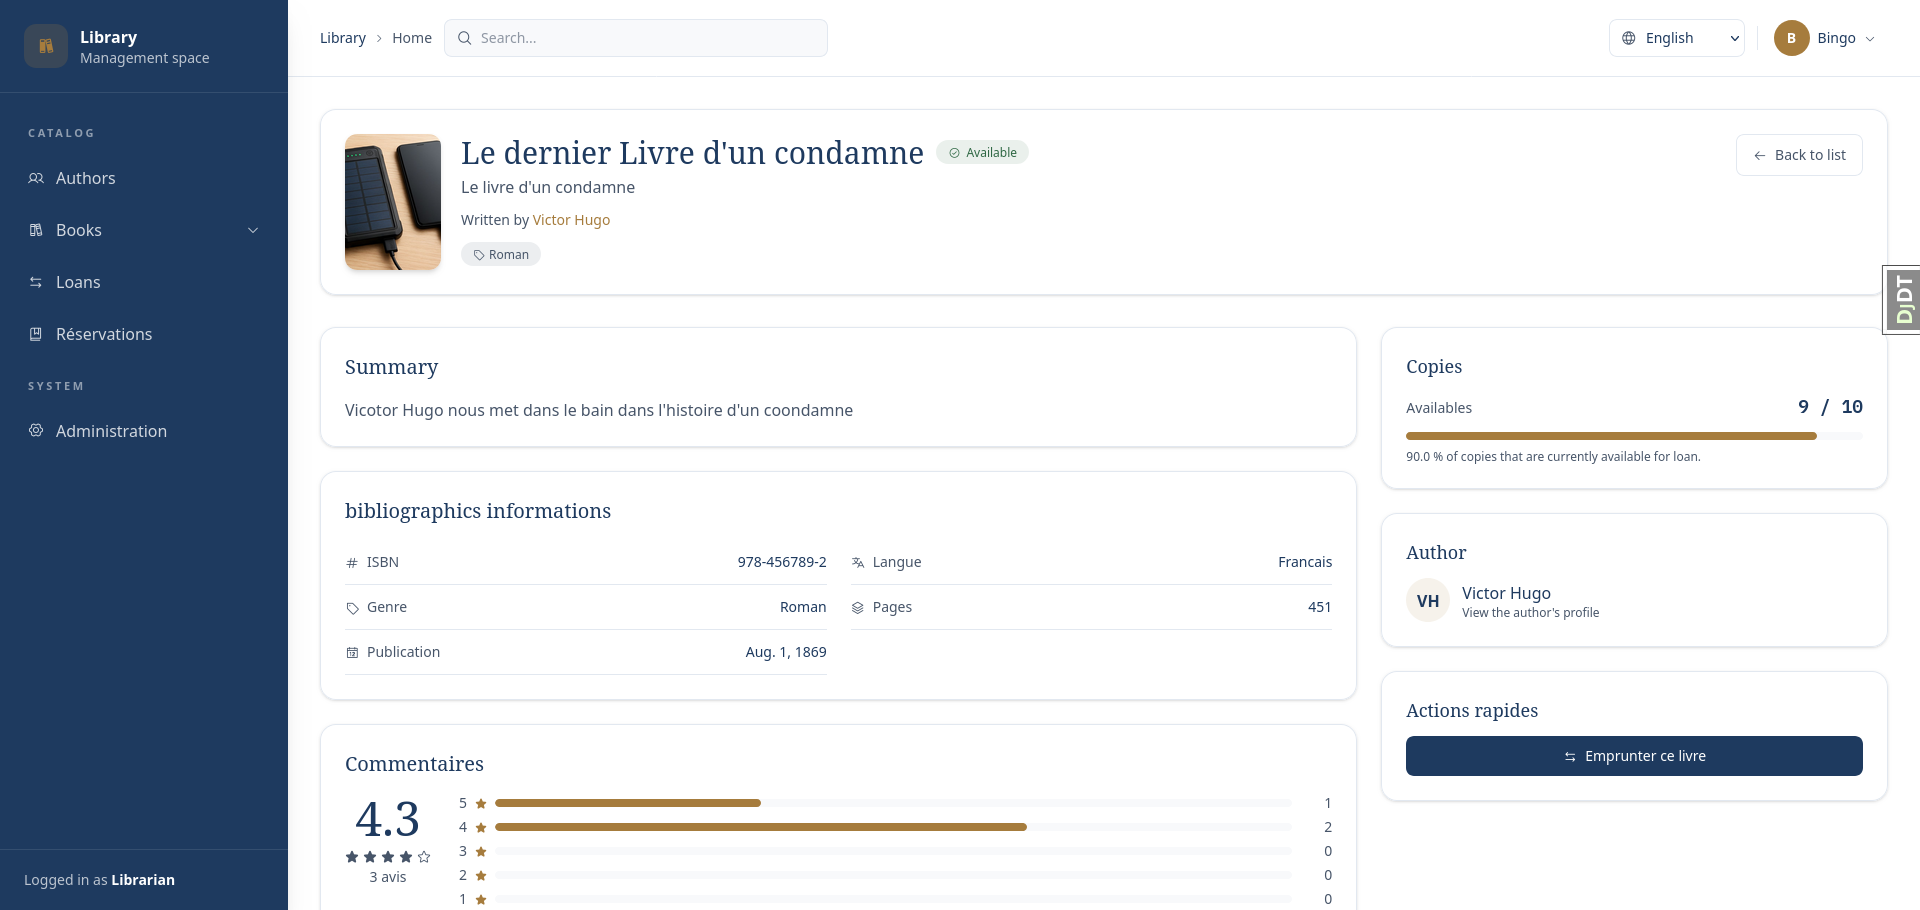 Library
Management space
CATALOG
Authors
Books
Loans
Réservations
SYSTEM
Administration
Logged in as Librarian
Library > Home
Search...
English
B Bingo
Le dernier Livre d'un condamne
Available
Back to list
Le livre d'un condamne
Written by Victor Hugo
Roman
DjDT
Summary
Vicotor Hugo nous met dans le bain dans l'histoire d'un coondamne
bibliographics informations
ISBN 978-456789-2
Langue Francais
Genre Roman
Pages 451
Publication Aug. 1, 1869
Commentaires
4.3
3 avis
5 1
4 2
3 0
2 0
1 0
Copies
Availables 9 / 10
90.0 % of copies that are currently available for loan.
Author
VH
Victor Hugo
View the author's profile
Actions rapides
Emprunter ce livre